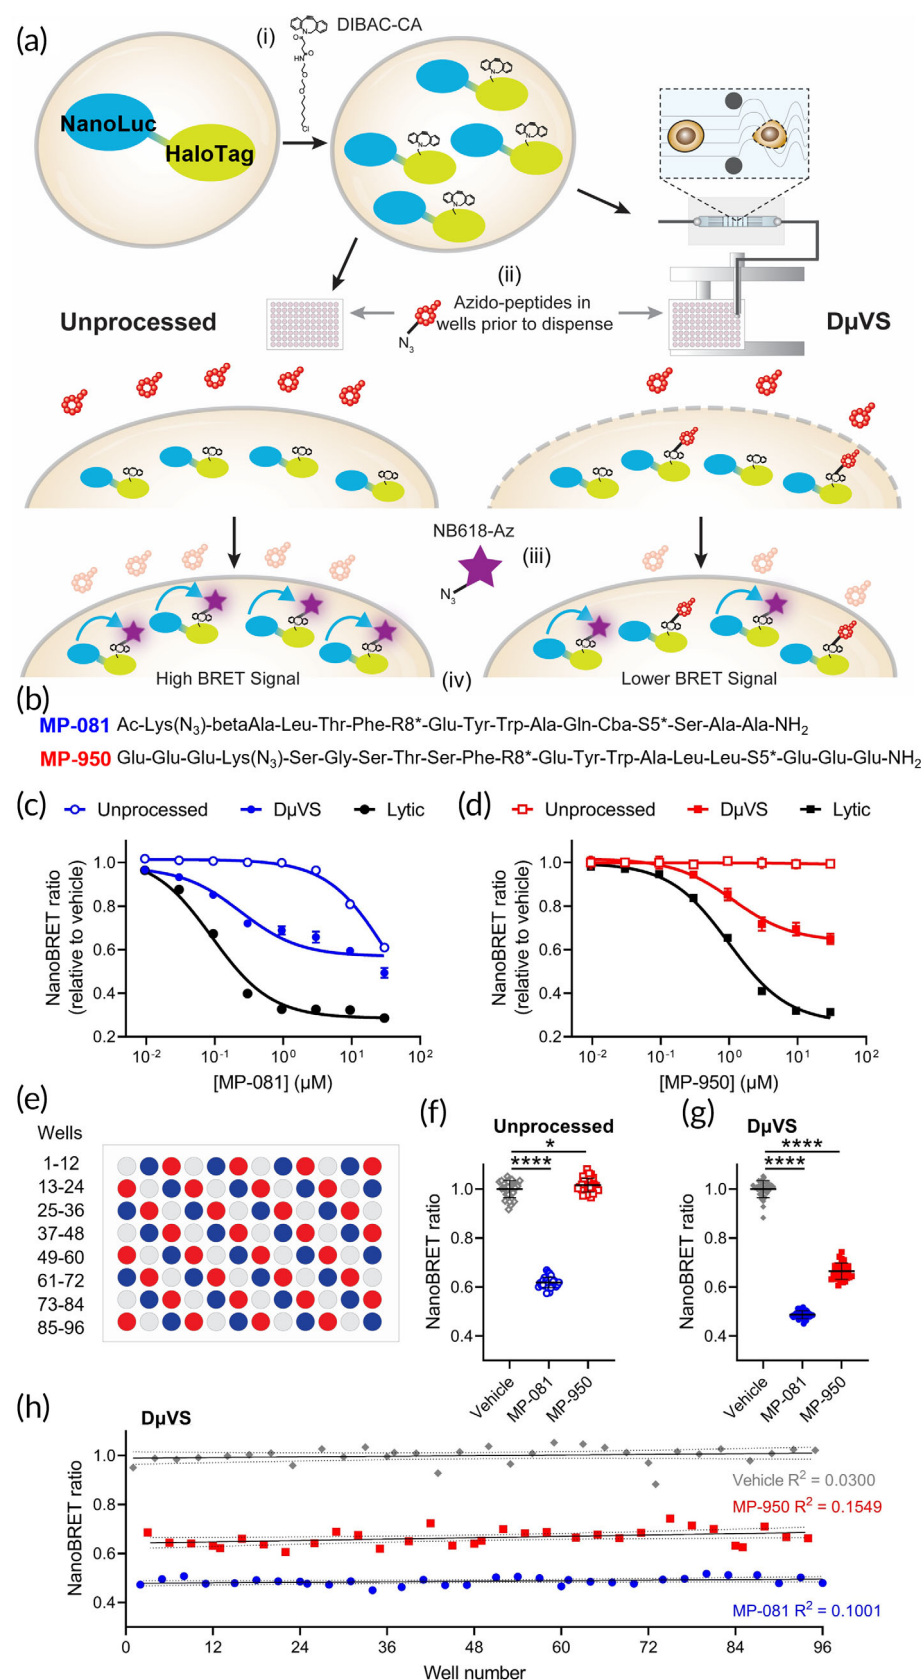 (a)
(i)
DIBAC-CA
NanoLuc
HaloTag
(ii)
Unprocessed
Azido-peptides in
wells prior to dispense
N3
DµVS
NB618-Az
(iii)
N3
High BRET Signal
(iv)
Lower BRET Signal
(b)
MP-081 Ac-Lys(N3)-betaAla-Leu-Thr-Phe-R8*-Glu-Tyr-Trp-Ala-Gln-Cba-S5*-Ser-Ala-Ala-NH2
MP-950 Glu-Glu-Glu-Lys(N3)-Ser-Gly-Ser-Thr-Ser-Phe-R8*-Glu-Tyr-Trp-Ala-Leu-Leu-S5*-Glu-Glu-Glu-NH2
(c)
Unprocessed DµVS Lytic
NanoBRET ratio
(relative to vehicle)
1.0
0.8
0.6
0.4
0.2
10-2 10-1 100 101 102
[MP-081] (µM)
(d)
Unprocessed DµVS Lytic
NanoBRET ratio
(relative to vehicle)
1.0
0.8
0.6
0.4
0.2
10-2 10-1 100 101 102
[MP-950] (µM)
(e)
Wells
1-12
13-24
25-36
37-48
49-60
61-72
73-84
85-96
(f)
Unprocessed
*
****
NanoBRET ratio
1.0
0.8
0.6
0.4
Vehicle
MP-081
MP-950
(g)
DµVS
****
****
NanoBRET ratio
1.0
0.8
0.6
0.4
Vehicle
MP-081
MP-950
(h)
DµVS
NanoBRET ratio
1.0
0.8
0.6
0.4
Vehicle R2 = 0.0300
MP-950 R2 = 0.1549
MP-081 R2 = 0.1001
0 12 24 36 48 60 72 84 96
Well number